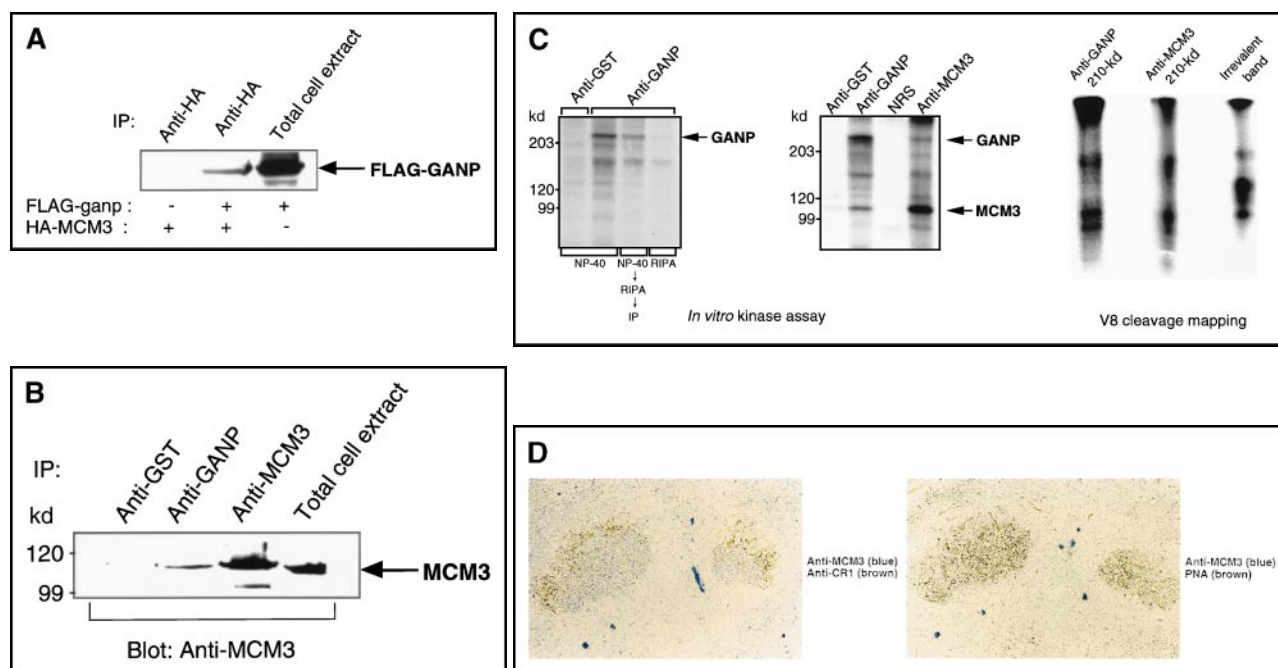 A
IP:
Anti-HA
Anti-HA
Total cell extract
FLAG-GANP
FLAG-ganp : - + +
HA-MCM3 : + + -
B
IP:
Anti-GST
Anti-GANP
Anti-MCM3
Total cell extract
kd
120
99
MCM3
Blot: Anti-MCM3
C
Anti-GST
Anti-GANP
kd
203
120
99
GANP
NP-40 NP-40 RIPA
↓
RIPA
↓
IP
Anti-GST
Anti-GANP
NRS
Anti-MCM3
kd
203
120
99
GANP
MCM3
In vitro kinase assay
Anti-GANP
210-kd
Anti-MCM3
210-kd
Irrevalent
band
V8 cleavage mapping
D
Anti-MCM3 (blue)
Anti-CR1 (brown)
Anti-MCM3 (blue)
PNA (brown)